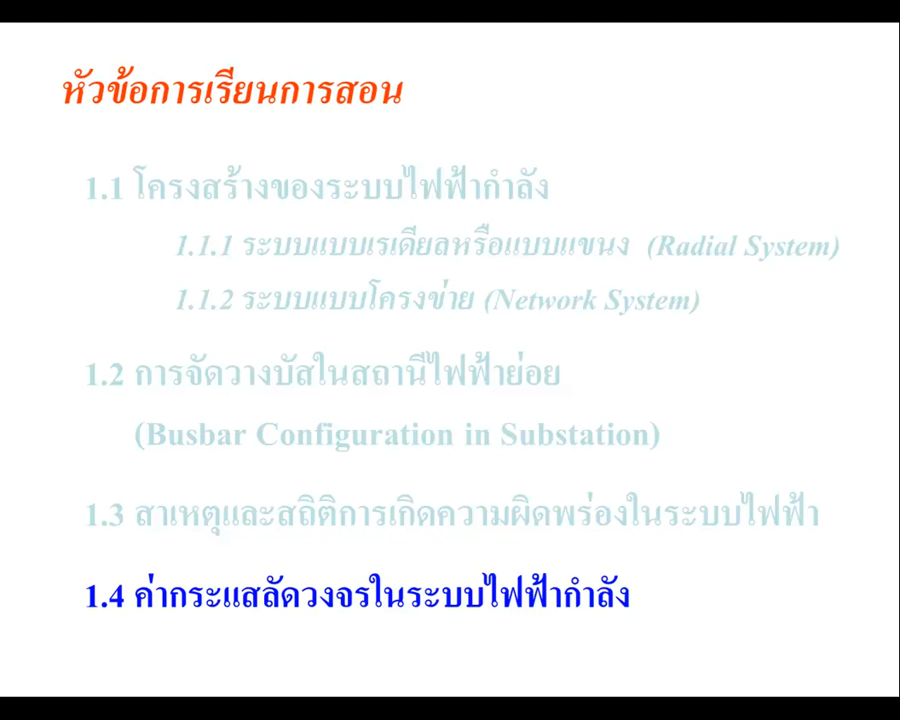 หัวข้อการเรียนการสอน
1.1 โครงสร้างของระบบไฟฟ้ากำลัง
1.1.1 ระบบแบบเรเดียลหรือแบบแขนง (Radial System)
1.1.2 ระบบแบบโครงข่าย (Network System)
1.2 การจัดวางบัสในสถานีไฟฟ้าย่อย
(Busbar Configuration in Substation)
1.3 สาเหตุและสถิติการเกิดความผิดพร่องในระบบไฟฟ้า
1.4 ค่ากระแสลัดวงจรในระบบไฟฟ้ากำลัง